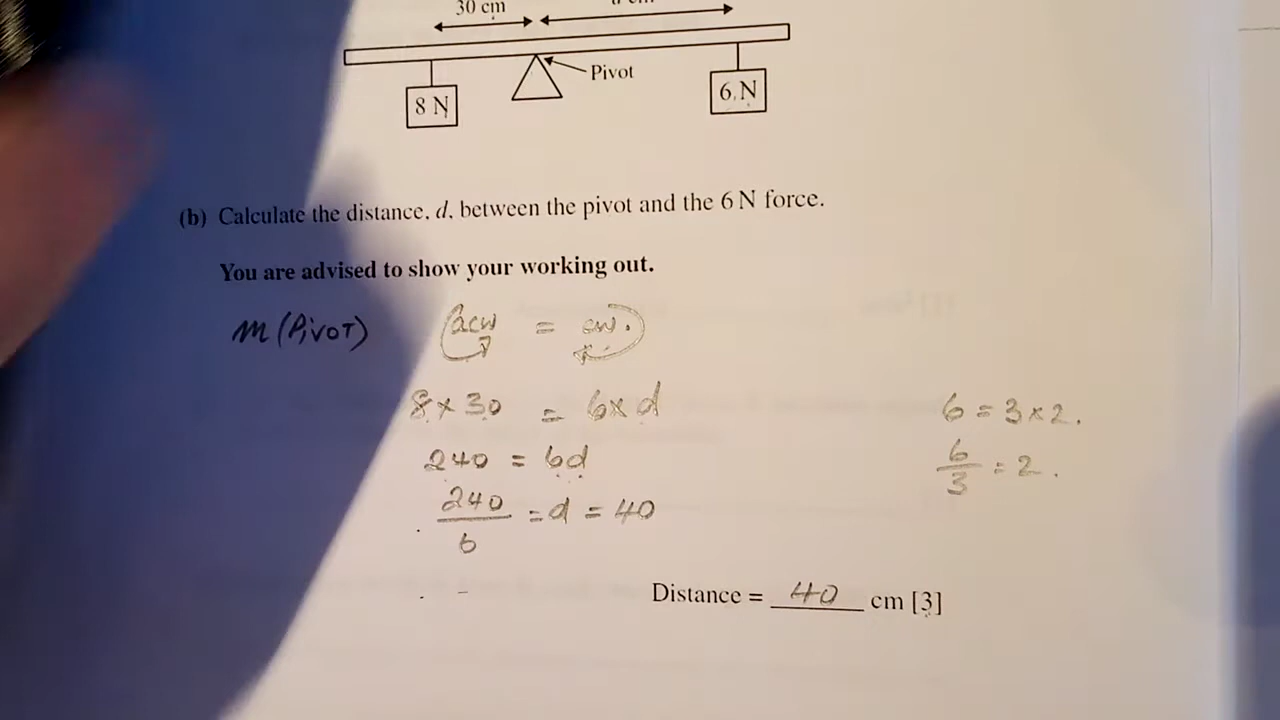 30 cm
Pivot
8 N
6 N
(b) Calculate the distance, d, between the pivot and the 6 N force.
You are advised to show your working out.
M (PIVOT) acw = cw.
8 × 30 = 6 × d
6 = 3 × 2.
240 = 6d
6/3 = 2.
240/6 = d = 40
Distance = 40 cm [3]